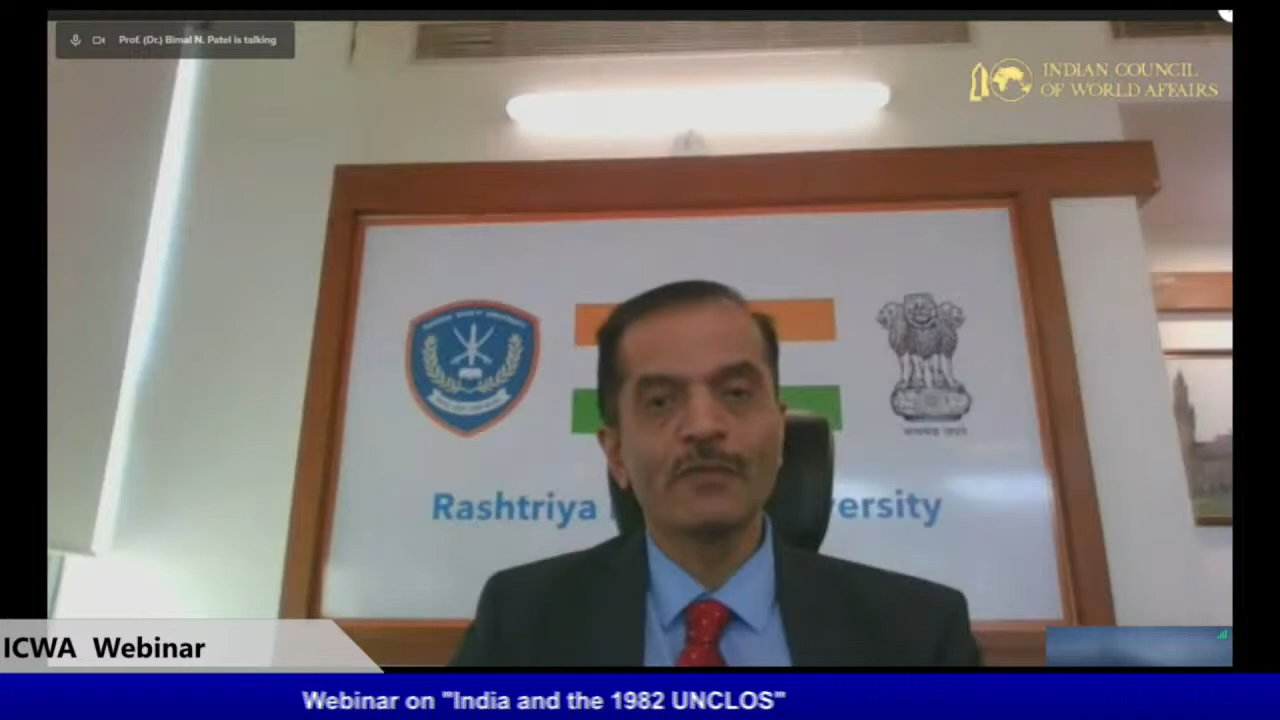 Prof. (Dr.) Bimal N. Patel is talking
INDIAN COUNCIL
OF WORLD AFFAIRS
Rashtriya
versity
ICWA Webinar
Webinar on "India and the 1982 UNCLOS"